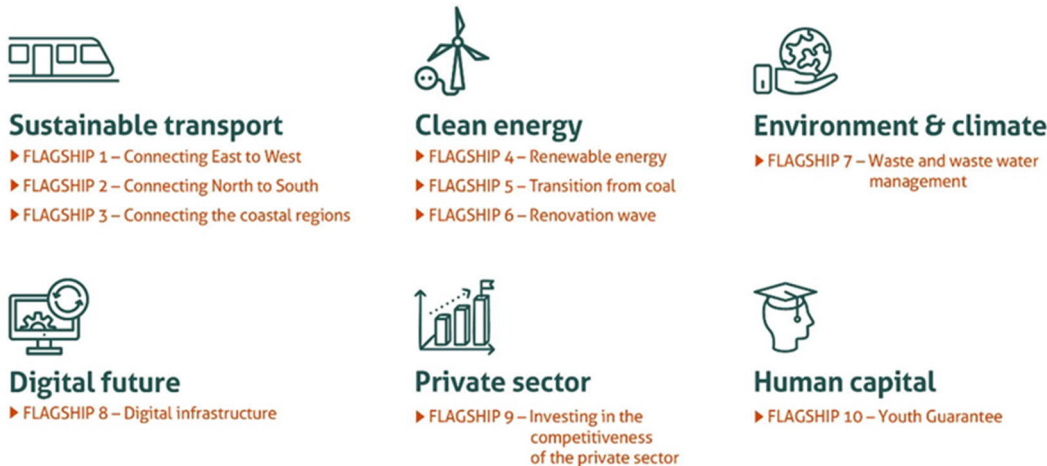 Sustainable transport
FLAGSHIP 1 – Connecting East to West
FLAGSHIP 2 – Connecting North to South
FLAGSHIP 3 – Connecting the coastal regions
Clean energy
FLAGSHIP 4 – Renewable energy
FLAGSHIP 5 – Transition from coal
FLAGSHIP 6 – Renovation wave
Environment & climate
FLAGSHIP 7 – Waste and waste water
management
Digital future
FLAGSHIP 8 – Digital infrastructure
Private sector
FLAGSHIP 9 – Investing in the
competitiveness
of the private sector
Human capital
FLAGSHIP 10 – Youth Guarantee